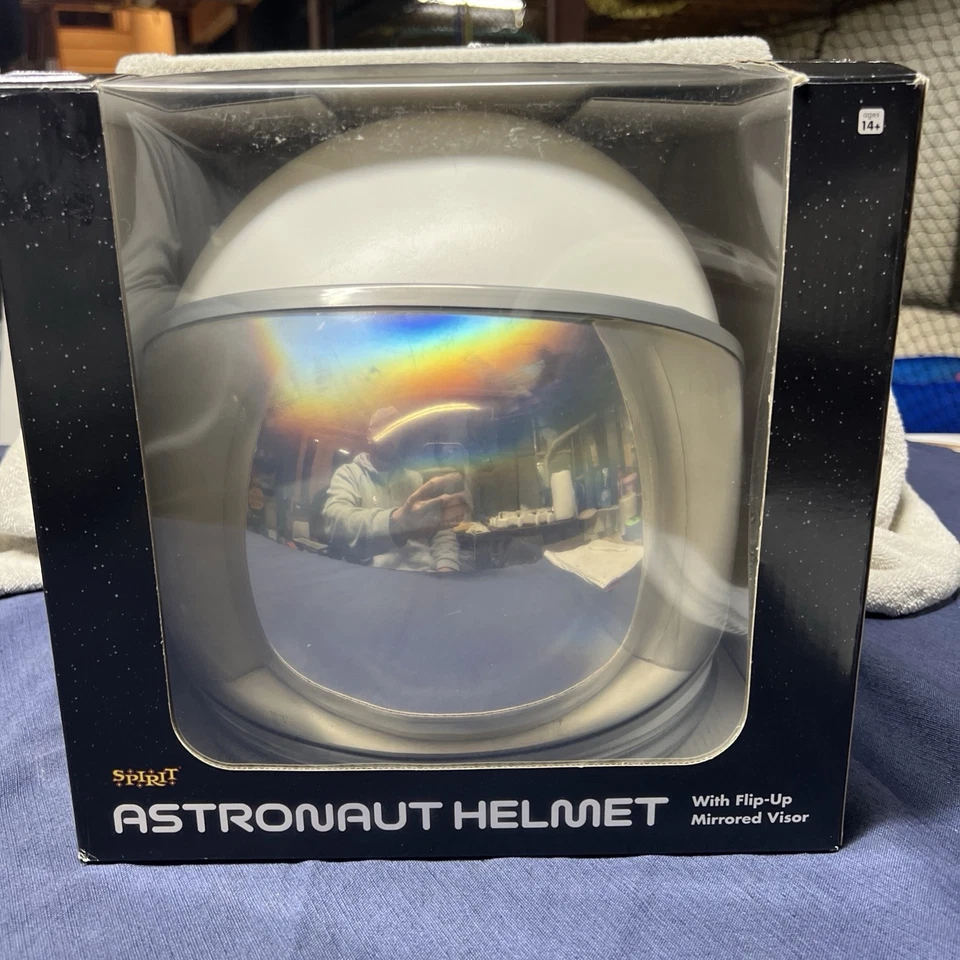 ages
14+
SPIRIT
ASTRONAUT HELMET
With Flip-Up
Mirrored Visor